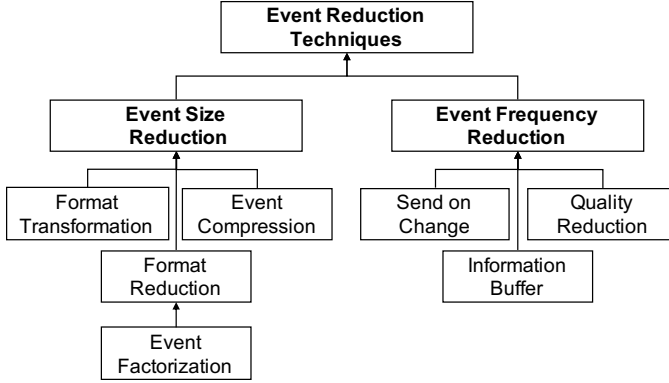 Event Reduction
Techniques
Event Size
Reduction
Event Frequency
Reduction
Format
Transformation
Event
Compression
Send on
Change
Quality
Reduction
Format
Reduction
Information
Buffer
Event
Factorization